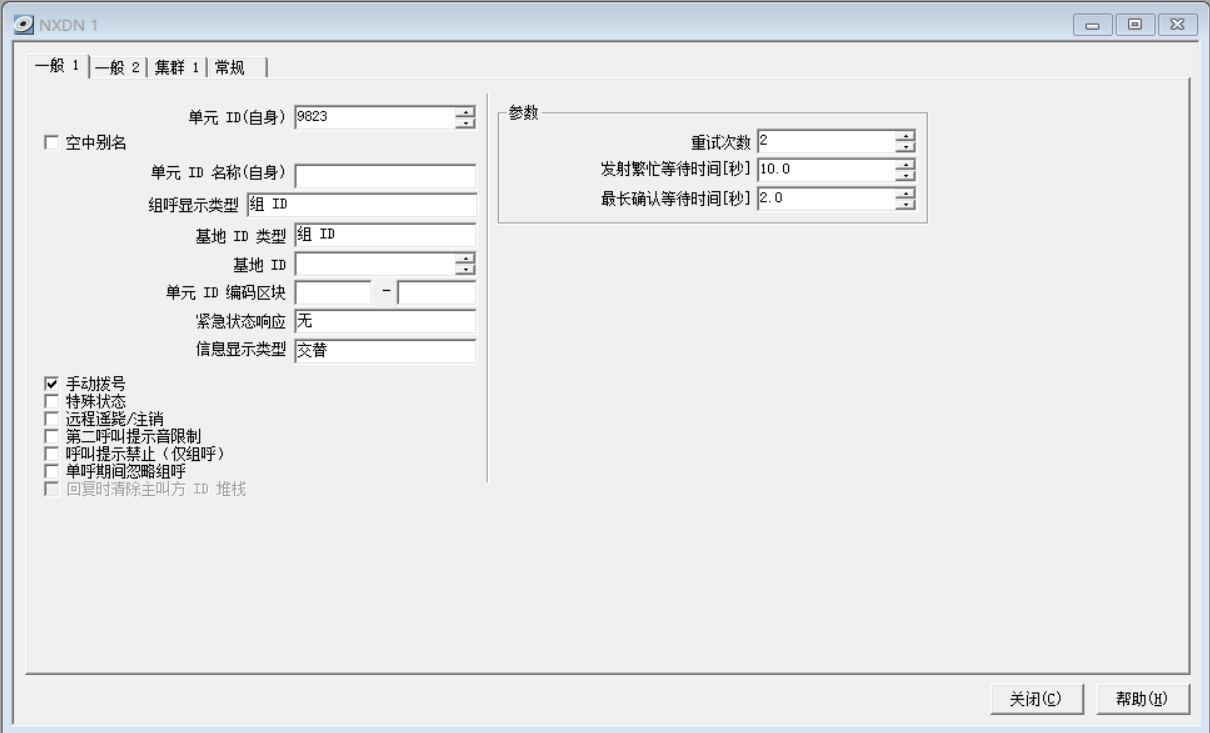 NXDN 1
一般 1 一般 2 集群 1 常规
单元 ID(自身) 9823
空中别名
单元 ID 名称(自身)
组呼显示类型 组 ID
基地 ID 类型 组 ID
基地 ID
单元 ID 编码区块 -
紧急状态响应 无
信息显示类型 交替
手动拨号
特殊状态
远程遥毙/注销
第二呼叫提示音限制
呼叫提示禁止（仅组呼）
单呼期间忽略组呼
回复时清除主叫方 ID 堆栈
参数
重试次数 2
发射繁忙等待时间[秒] 10.0
最长确认等待时间[秒] 2.0
关闭(C) 帮助(H)